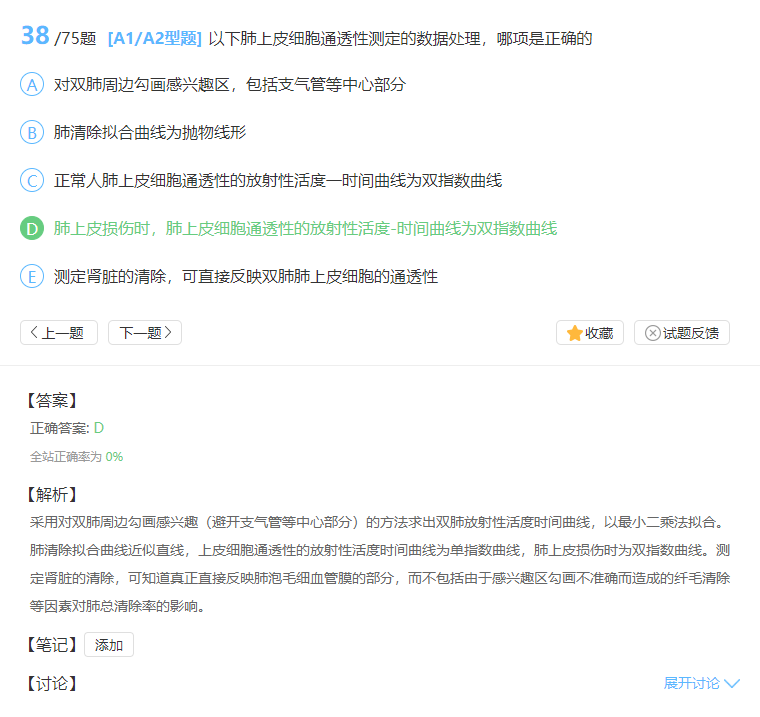 38 /75题 [A1/A2型题] 以下肺上皮细胞通透性测定的数据处理，哪项是正确的
A 对双肺周边勾画感兴趣区，包括支气管等中心部分
B 肺清除拟合曲线为抛物线形
C 正常人肺上皮细胞通透性的放射性活度一时间曲线为双指数曲线
D 肺上皮损伤时，肺上皮细胞通透性的放射性活度-时间曲线为双指数曲线
E 测定肾脏的清除，可直接反映双肺肺上皮细胞的通透性
上一题 下一题 收藏 试题反馈
【答案】
正确答案: D
全站正确率为 0%
【解析】
采用对双肺周边勾画感兴趣（避开支气管等中心部分）的方法求出双肺放射性活度时间曲线，以最小二乘法拟合。
肺清除拟合曲线近似直线，上皮细胞通透性的放射性活度时间曲线为单指数曲线，肺上皮损伤时为双指数曲线。测
定肾脏的清除，可知道真正直接反映肺泡毛细血管膜的部分，而不包括由于感兴趣区勾画不准确而造成的纤毛清除
等因素对肺总清除率的影响。
【笔记】 添加
【讨论】 展开讨论